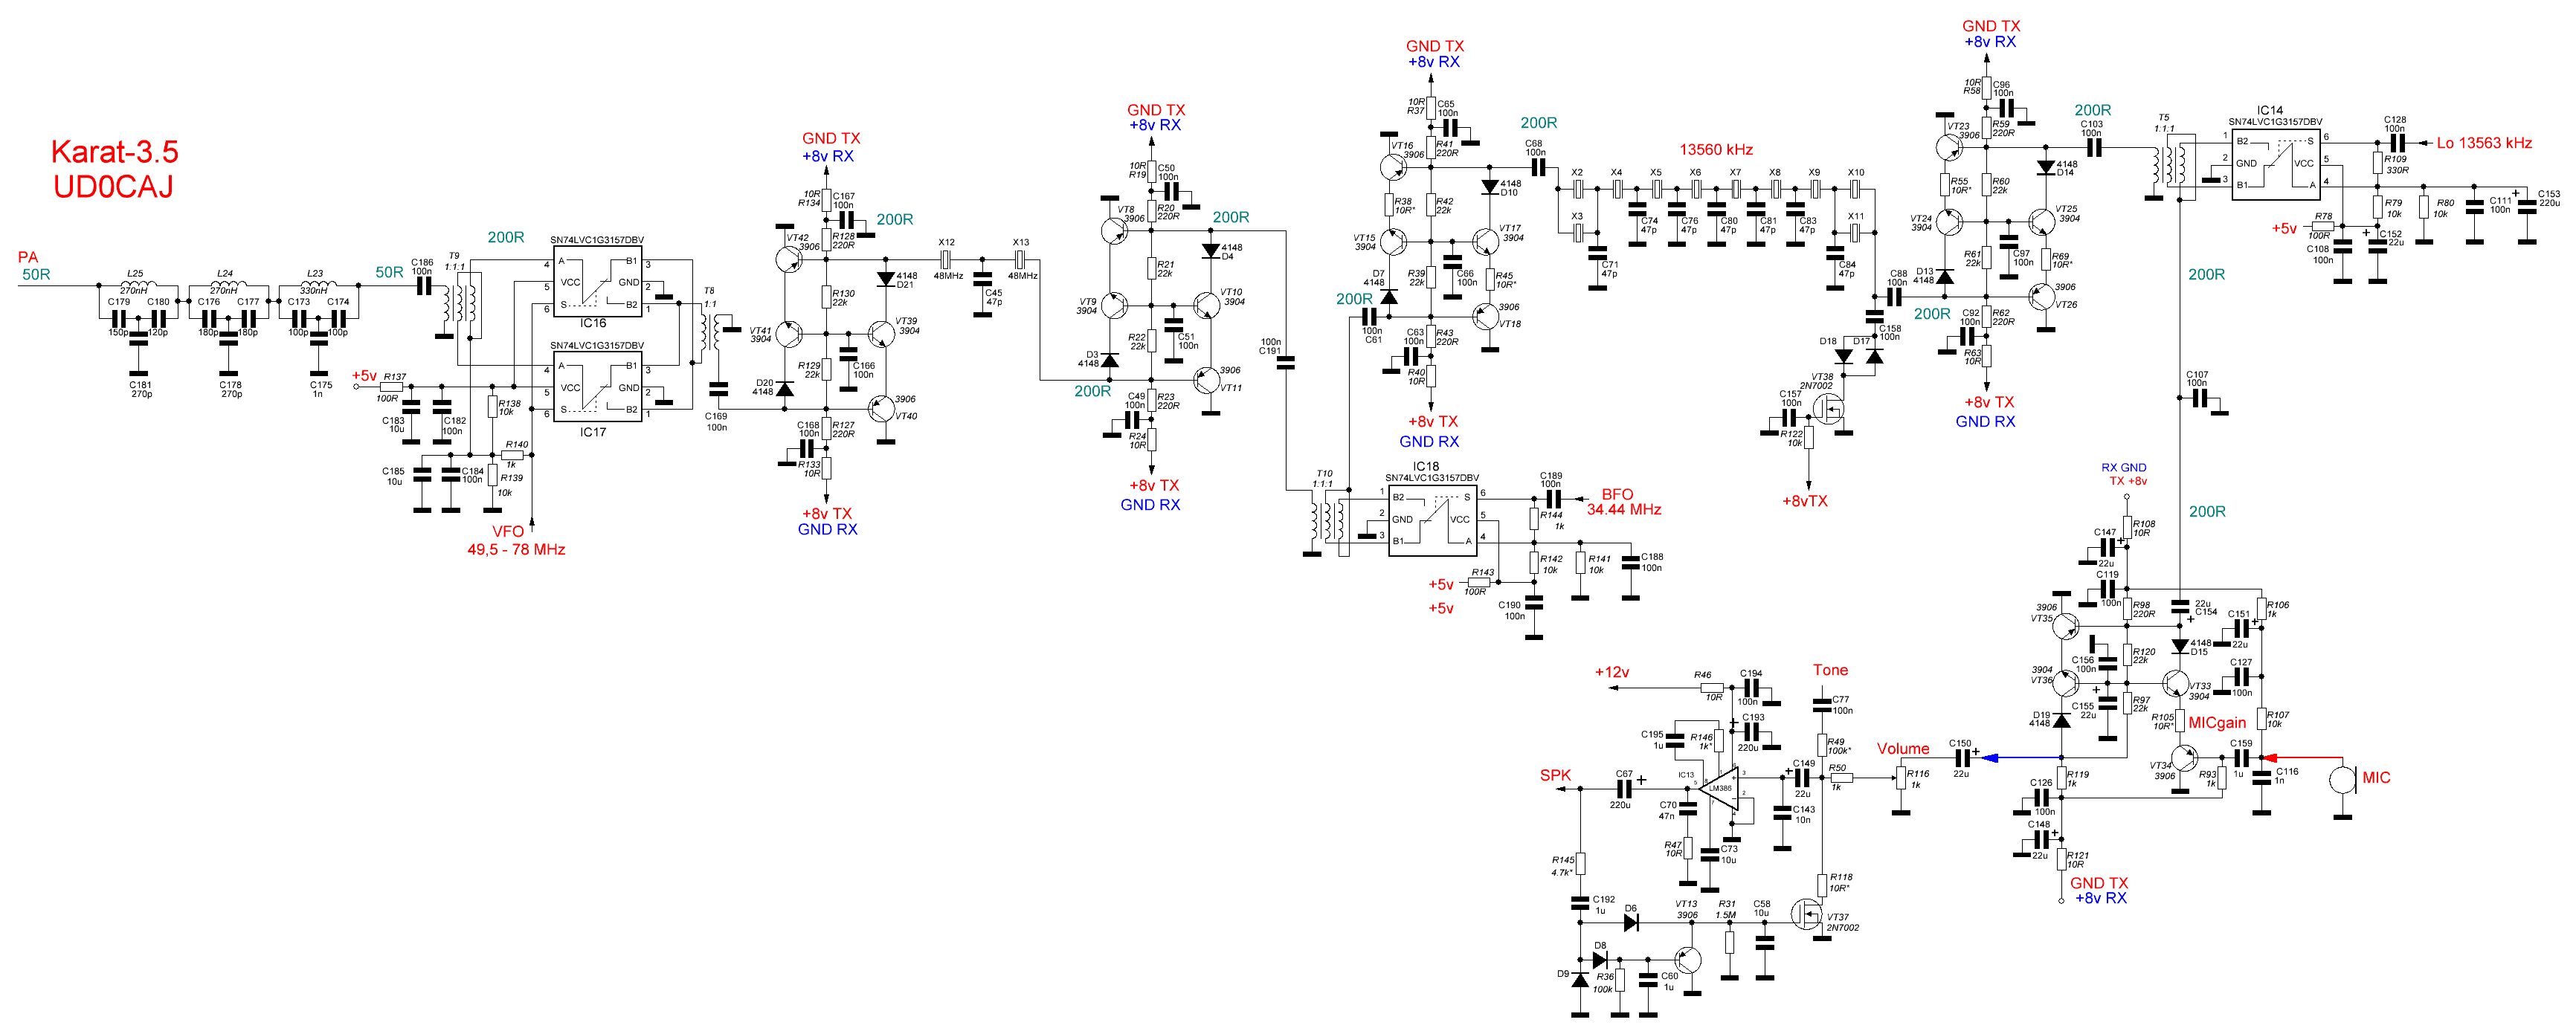 Karat-3.5
UD0CAJ
PA
50R
L25
270nH
C179
C180
150p
120p
C181
270p
L24
270nH
C176
C177
180p
180p
C178
270p
L23
330nH
C173
C174
100p
100p
C175
1n
50R
C186
100n
T9
1:1:1
200R
SN74LVC1G3157DBV
4
A
B1
3
5
VCC
GND
2
S
B2
6
1
IC16
SN74LVC1G3157DBV
4
A
B1
3
VCC
GND
2
5
S
B2
6
1
IC17
+5v
R137
100R
C183
10u
C182
100n
R138
10k
R140
1k
C185
10u
C184
100n
R139
10k
VFO
49,5 - 78 MHz
T8
1:1
C169
100n
GND TX
+8v RX
10R
R134
C167
100n
200R
R128
220R
VT42
3906
4148
D21
R130
22k
VT41
3904
VT39
3904
R129
22k
C166
100n
D20
4148
3906
VT40
C168
100n
R127
220R
R133
10R
+8v TX
GND RX
X12
48MHz
X13
48MHz
C45
47p
GND TX
+8v RX
10R
R19
C50
100n
R20
220R
200R
VT8
3906
4148
D4
R21
22k
VT9
3904
VT10
3904
R22
22k
C51
100n
D3
4148
3906
VT11
200R
C49
100n
R23
220R
R24
10R
+8v TX
GND RX
100n
C191
T10
1:1:1
IC18
SN74LVC1G3157DBV
1
B2
S
6
2
GND
VCC
5
3
B1
A
4
C189
100n
BFO
34.44 MHz
R144
1k
R142
10k
R141
10k
C188
100n
+5v
R143
100R
+5v
C190
100n
GND TX
+8v RX
10R
R37
C65
100n
R41
220R
VT16
3906
4148
D10
R38
10R*
R42
22k
VT15
3904
VT17
3904
D7
4148
R39
22k
C66
100n
R45
10R*
200R
100n
C61
3906
VT18
C63
100n
R43
220R
R40
10R
+8v TX
GND RX
200R
C68
100n
13560 kHz
X2
X4
X5
X6
X7
X8
X9
X10
X3
X11
C74
47p
C76
47p
C80
47p
C81
47p
C83
47p
C71
47p
C84
47p
C88
100n
C158
100n
D18
D17
VT38
2N7002
C157
100n
R122
10k
+8vTX
GND TX
+8v RX
10R
R58
C96
100n
R59
220R
VT23
3906
4148
D14
R55
10R*
R60
22k
VT24
3904
VT25
3904
R61
22k
C97
100n
R69
10R*
D13
4148
3906
VT26
200R
C92
100n
R62
220R
R63
10R
+8v TX
GND RX
200R
C103
100n
T5
1:1:1
IC14
SN74LVC1G3157DBV
1
B2
S
6
2
GND
VCC
5
3
B1
A
4
C128
100n
Lo 13563 kHz
R109
330R
R79
10k
R80
10k
C111
100n
C153
220u
+
R78
+5v
100R
C108
100n
+
C152
22u
200R
C107
100n
200R
RX GND
TX +8v
R108
10R
C147
+
22u
C119
100n
R98
220R
22u
C154
+
C151
+
22u
R106
1k
3906
VT35
4148
D15
R120
22k
C156
100n
C127
100n
3904
VT36
VT33
3904
+
C155
22u
R97
22k
D19
4148
R105
10R*
MICgain
R107
10k
VT34
3906
C159
1u
R93
1k
C116
1n
MIC
R119
1k
C126
100n
C148
+
22u
R121
10R
GND TX
+8v RX
Volume
C150
+
22u
R116
1k
R50
1k
Tone
C77
100n
R49
100k*
+12v
R46
10R
C194
100n
+
C193
220u
C195
1u
R146
1k*
IC13
LM386
C149
+
22u
C143
10n
SPK
C67
+
220u
C70
47n
R47
10R
C73
10u
R145
4.7k*
C192
1u
D6
VT13
3906
R31
1.5M
C58
10u
R118
10R*
VT37
2N7002
D8
D9
R36
100k
C60
1u